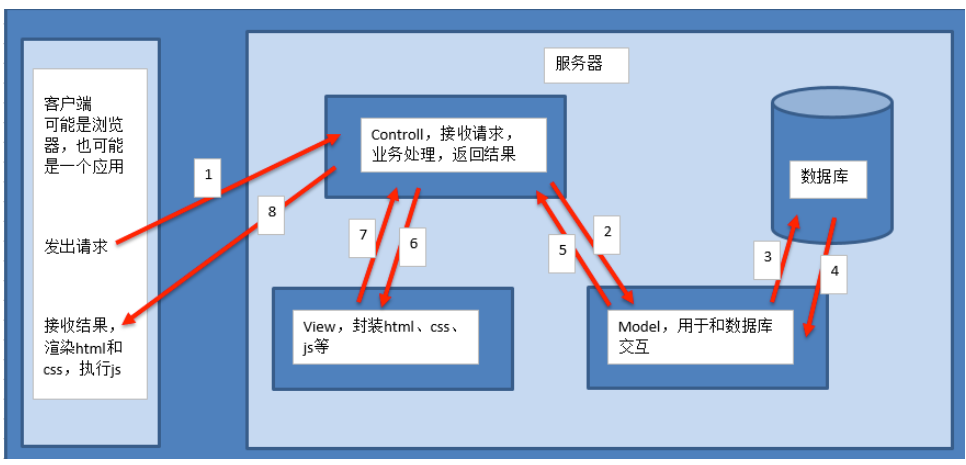 服务器
客户端
可能是浏览
器，也可能
是一个应用
发出请求
接收结果，
渲染html和
css，执行js
Controll，接收请求，
业务处理，返回结果
数据库
1
8
7
6
5
2
3
4
View，封装html、css、
js等
Model，用于和数据库
交互